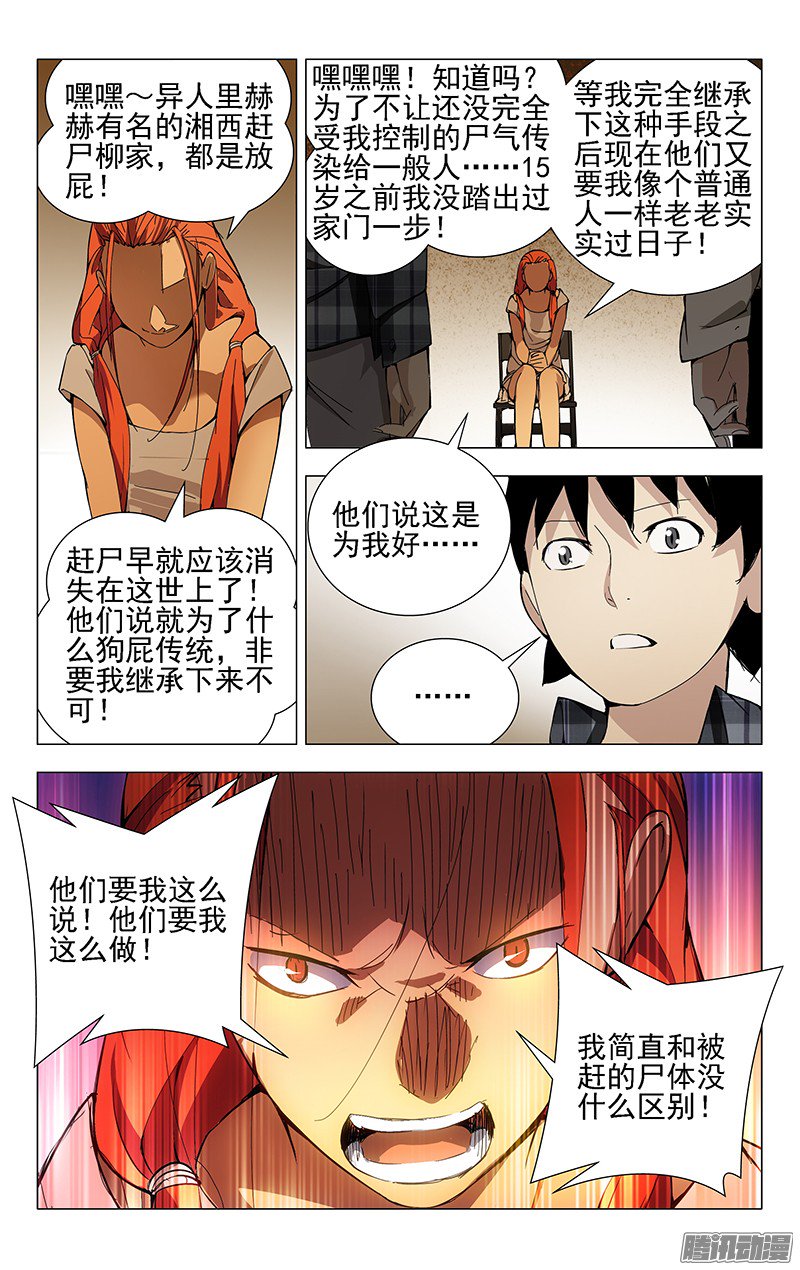 嘿嘿～异人里赫
赫有名的湘西赶
尸柳家，都是放
屁！
赶尸早就应该消
失在这世上了！
他们说就为了什
么狗屁传统，非
要我继承下来不
可！
嘿嘿嘿！知道吗？
为了不让还没完全
受我控制的尸气传
染给一般人……15
岁之前我没踏出过
家门一步！
等我完全继承
下这种手段之
后现在他们又
要我像个普通
人一样老老实
实过日子！
他们说这是
为我好……
……
他们要我这么
说！他们要我
这么做！
我简直和被
赶的尸体没
什么区别！
腾讯动漫